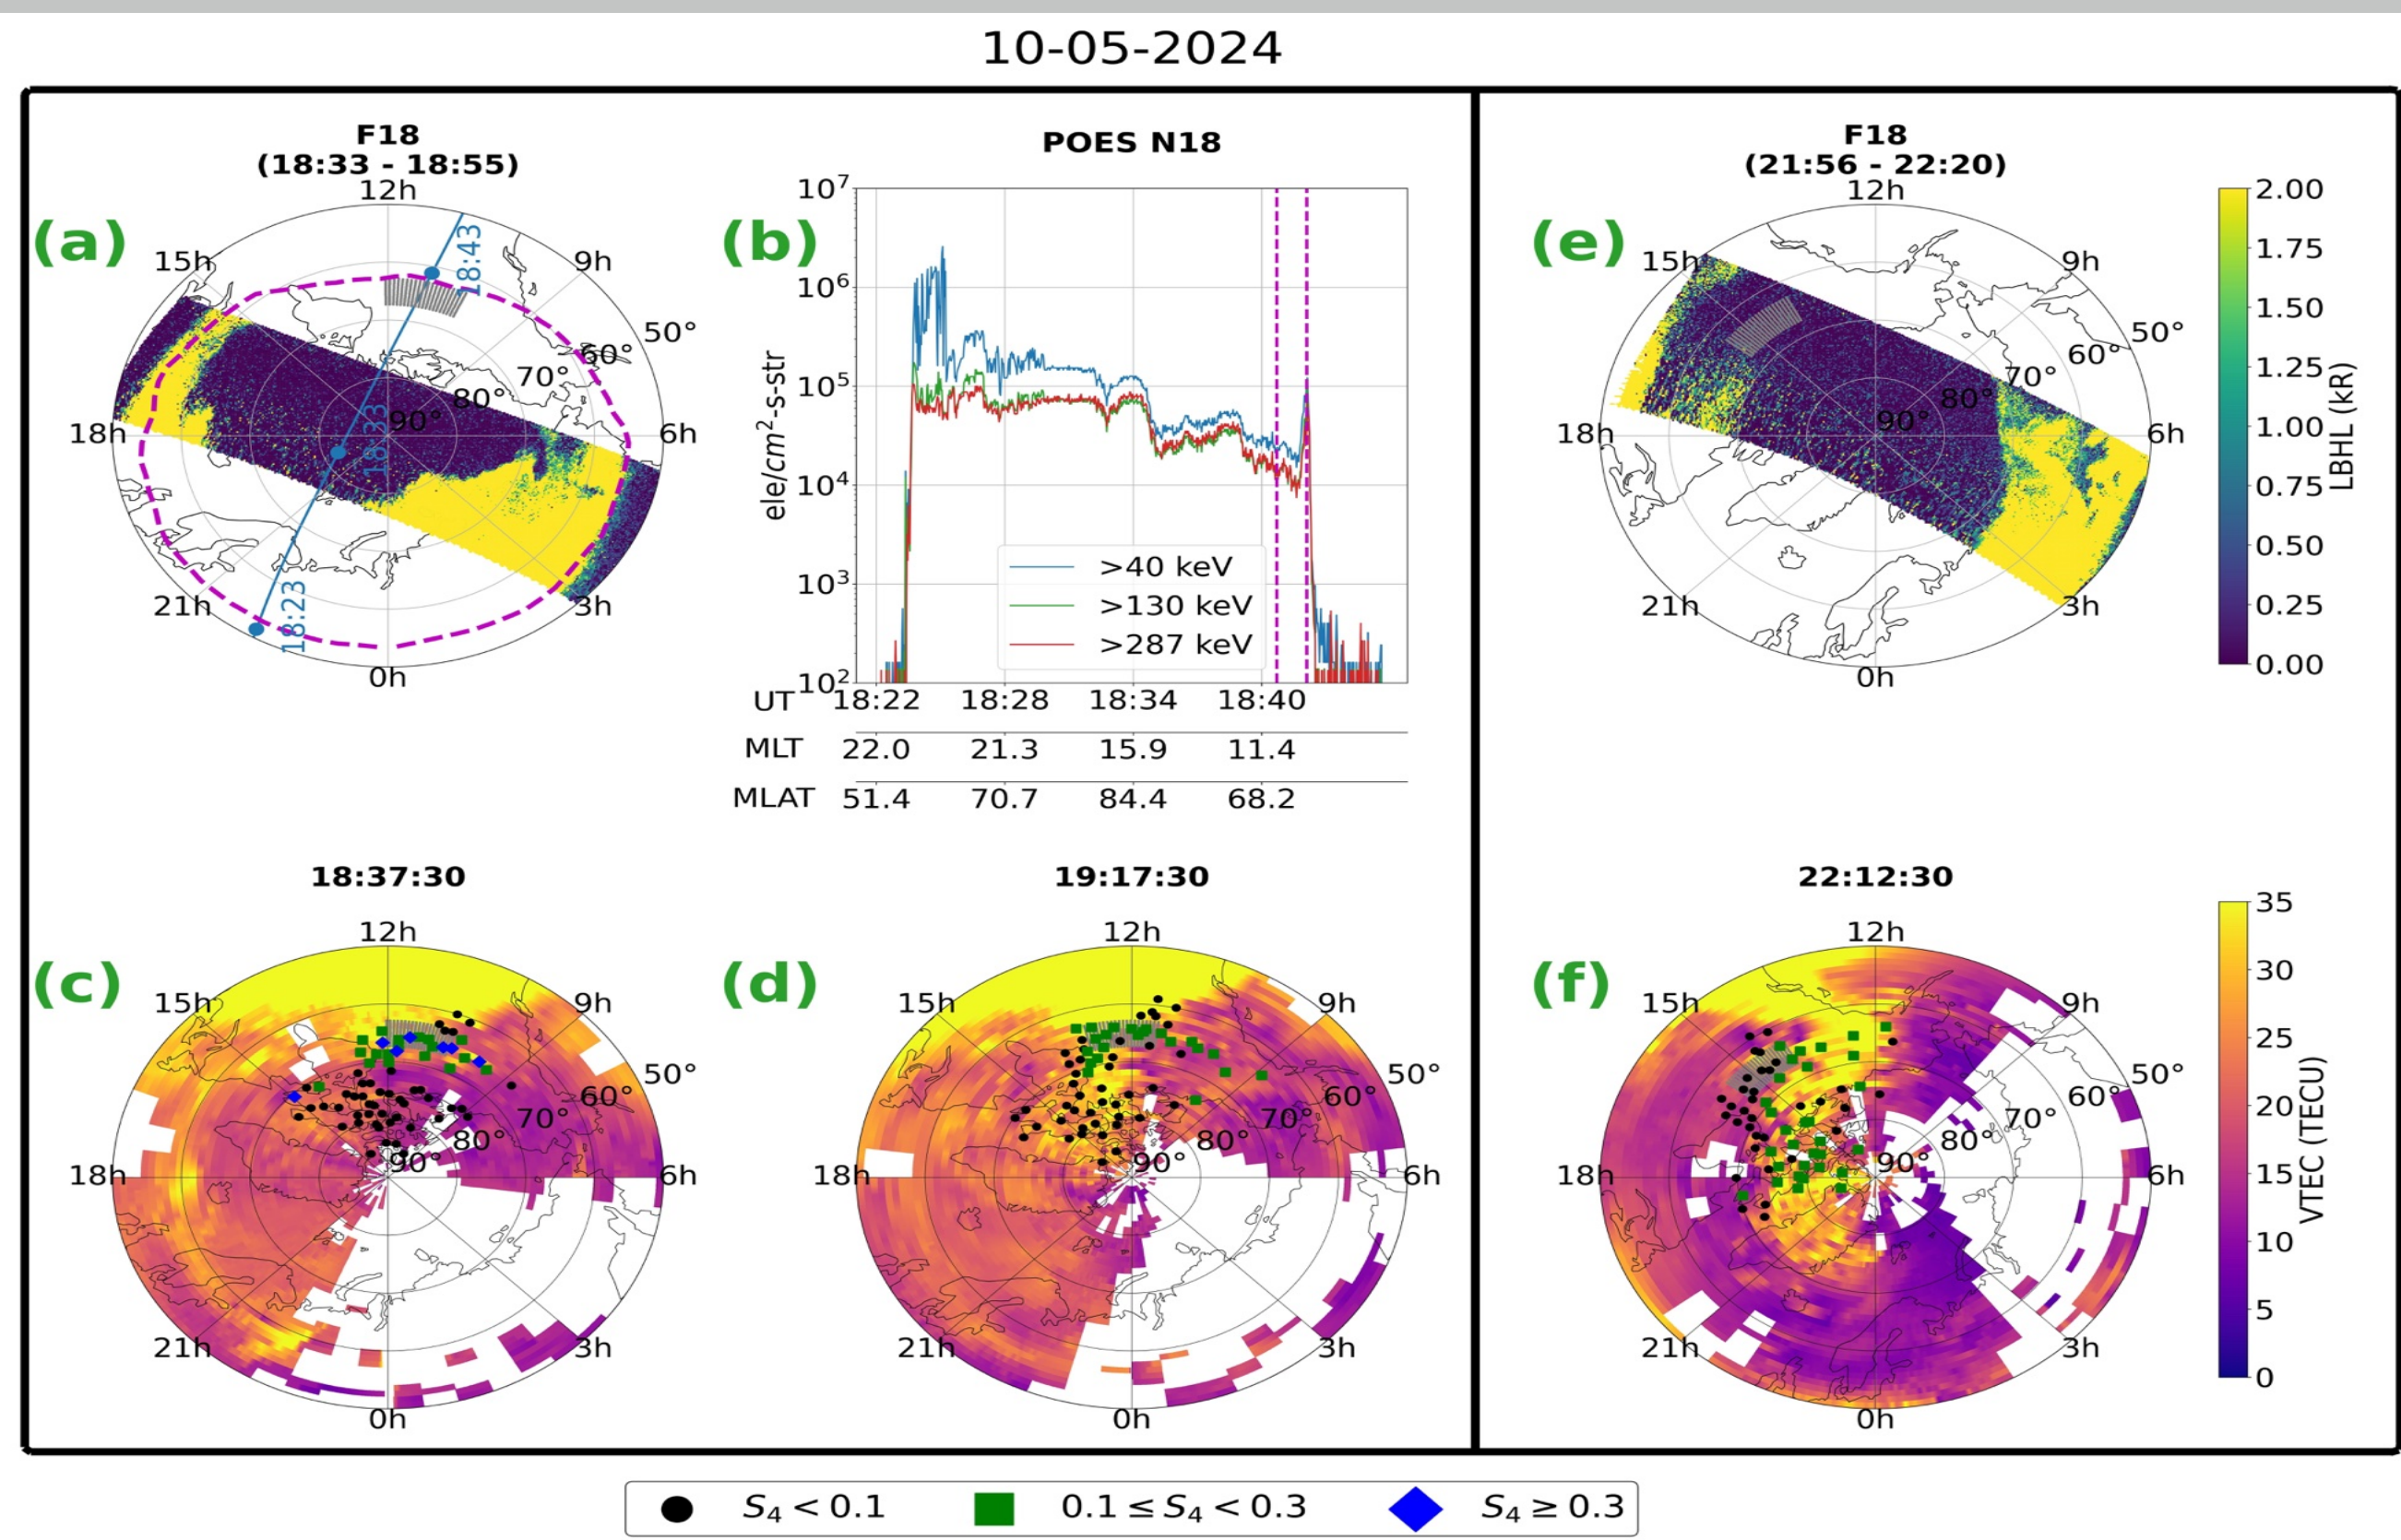 10-05-2024
F18
(18:33 - 18:55)
(a)
12h
15h
9h
18h
6h
21h
3h
0h
50°
60°
70°
80°
90°
18:43
18:33
18:23
POES N18
(b)
ele/cm²-s-str
10⁷
10⁶
10⁵
10⁴
10³
10²
>40 keV
>130 keV
>287 keV
UT 18:22 18:28 18:34 18:40
MLT 22.0 21.3 15.9 11.4
MLAT 51.4 70.7 84.4 68.2
F18
(21:56 - 22:20)
(e)
12h
15h
9h
18h
6h
21h
3h
0h
50°
60°
70°
80°
90°
2.00
1.75
1.50
1.25
1.00
0.75
0.50
0.25
0.00
LBHL (kR)
18:37:30
(c)
12h
15h
9h
18h
6h
21h
3h
0h
50°
60°
70°
80°
90°
19:17:30
(d)
12h
15h
9h
18h
6h
21h
3h
0h
50°
60°
70°
80°
90°
22:12:30
(f)
12h
15h
9h
18h
6h
21h
3h
0h
50°
60°
70°
80°
90°
35
30
25
20
15
10
5
0
VTEC (TECU)
S₄ < 0.1 0.1 ≤ S₄ < 0.3 S₄ ≥ 0.3